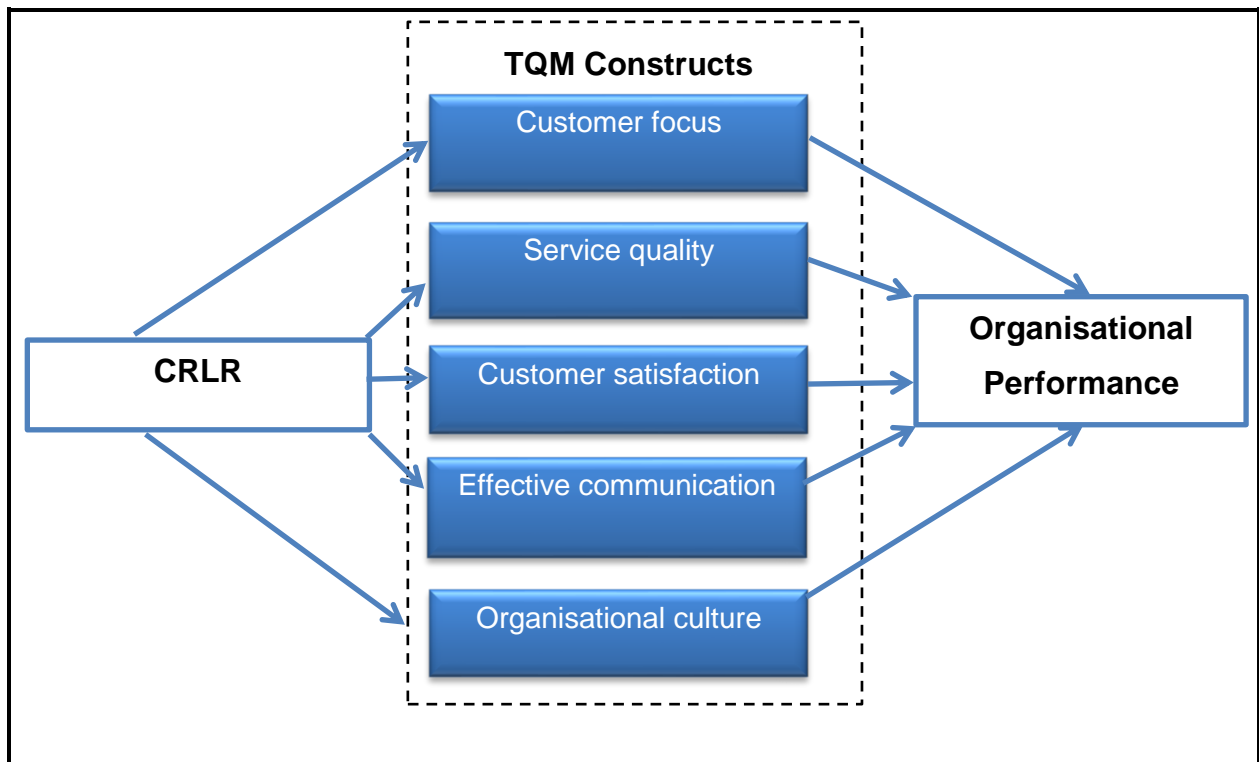 TQM Constructs
Customer focus
Service quality
CRLR
Customer satisfaction
Organisational
Performance
Effective communication
Organisational culture